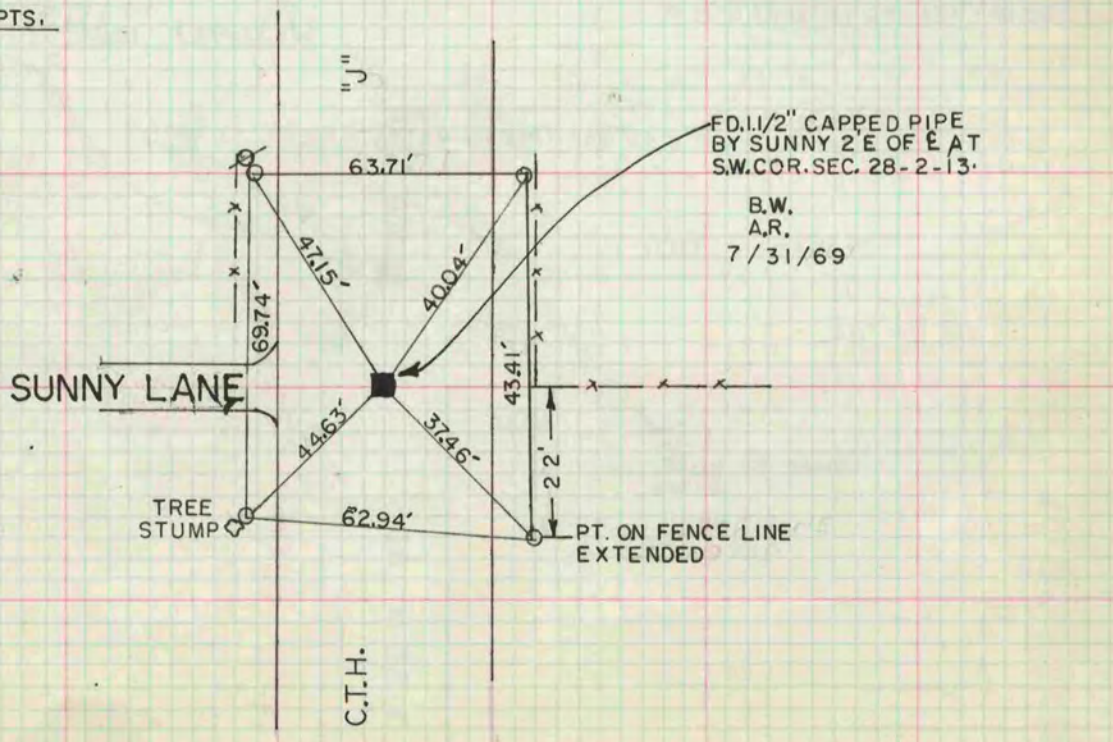 PTS.
"J"
FD.1.1/2" CAPPED PIPE
BY SUNNY 2'E OF ℄ AT
S.W.COR.SEC. 28-2-13.
B.W.
A.R.
7/31/69
63.71'
47.15'
40.04'
69.74'
43.41'
SUNNY LANE
44.63'
37.46'
22'
TREE
STUMP
62.94'
PT. ON FENCE LINE
EXTENDED
C.T.H.